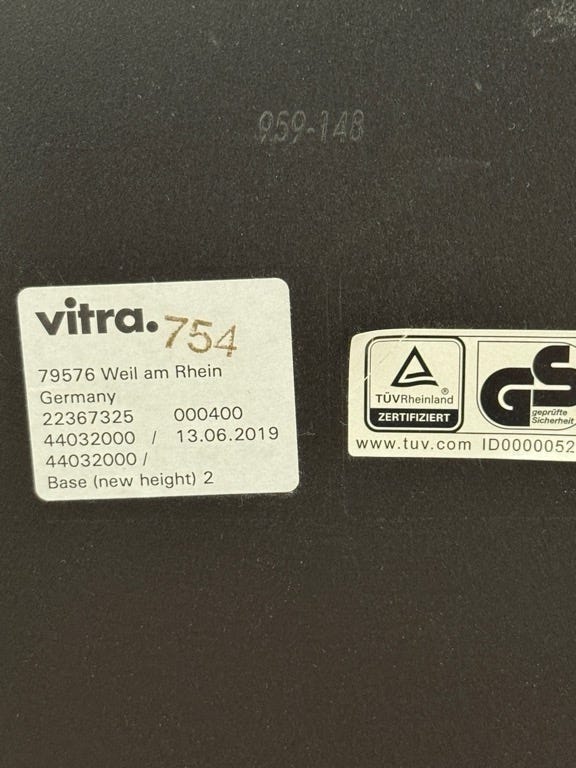 959-148
vitra. 754
79576 Weil am Rhein
Germany
22367325 000400
44032000 / 13.06.2019
44032000 /
Base (new height) 2
TÜVRheinland ®
ZERTIFIZIERT
GS
geprüfte
Sicherheit
www.tuv.com ID0000052